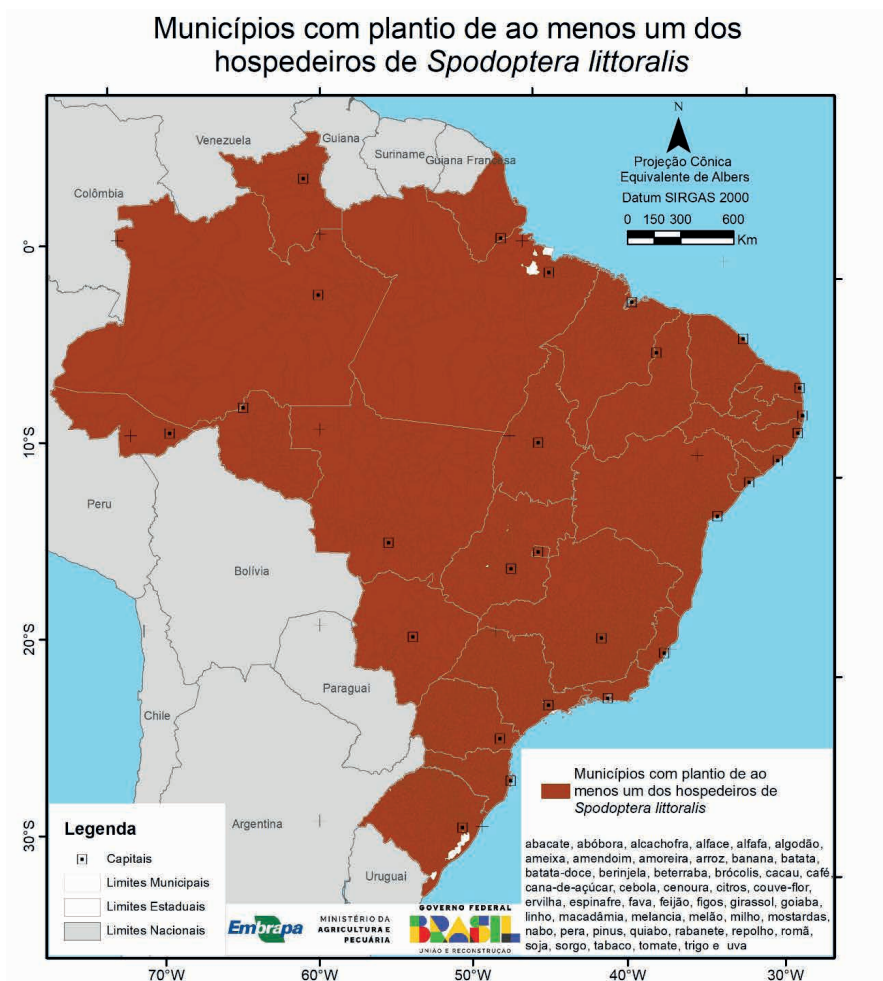 Municípios com plantio de ao menos um dos
hospedeiros de Spodoptera littoralis
N
Projeção Cônica
Equivalente de Albers
Datum SIRGAS 2000
0 150 300 600
Km
Venezuela
Guiana
Suriname
Guiana Francesa
Colômbia
Peru
Bolívia
Paraguai
Chile
Argentina
Uruguai
0°
10°S
20°S
30°S
Municípios com plantio de ao
menos um dos hospedeiros de
Spodoptera littoralis
abacate, abóbora, alcachofra, alface, alfafa, algodão,
ameixa, amendoim, amoreira, arroz, banana, batata,
batata-doce, berinjela, beterraba, brócolis, cacau, café,
cana-de-açúcar, cebola, cenoura, citros, couve-flor,
ervilha, espinafre, fava, feijão, figos, girassol, goiaba,
linho, macadâmia, melancia, melão, milho, mostardas,
nabo, pera, pinus, quiabo, rabanete, repolho, romã,
soja, sorgo, tabaco, tomate, trigo e uva
Legenda
Capitais
Limites Municipais
Limites Estaduais
Limites Nacionais
Embrapa
MINISTÉRIO DA
AGRICULTURA E
PECUÁRIA
GOVERNO FEDERAL
BRASIL
UNIÃO E RECONSTRUÇÃO
70°W
60°W
50°W
40°W
30°W